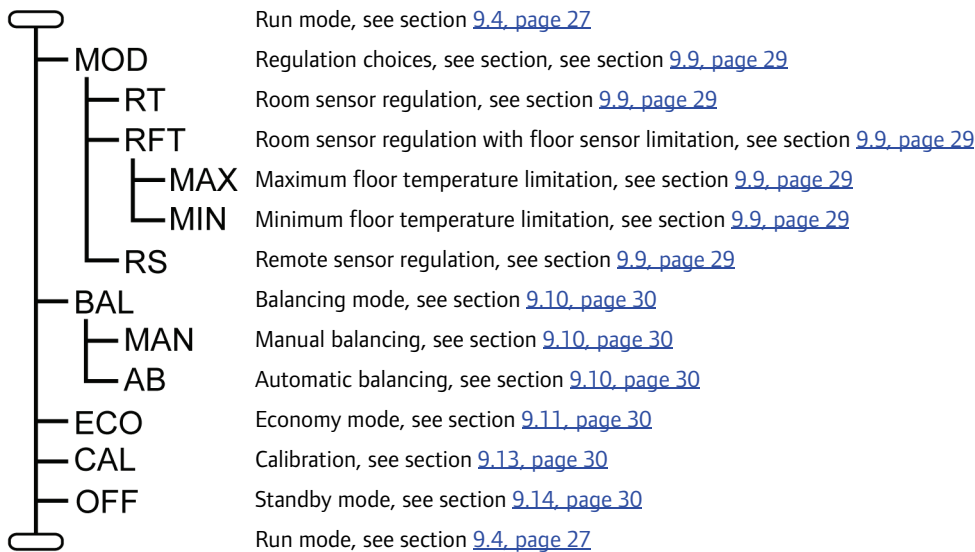 Run mode, see section 9.4, page 27
MOD Regulation choices, see section, see section 9.9, page 29
RT Room sensor regulation, see section 9.9, page 29
RFT Room sensor regulation with floor sensor limitation, see section 9.9, page 29
MAX Maximum floor temperature limitation, see section 9.9, page 29
MIN Minimum floor temperature limitation, see section 9.9, page 29
RS Remote sensor regulation, see section 9.9, page 29
BAL Balancing mode, see section 9.10, page 30
MAN Manual balancing, see section 9.10, page 30
AB Automatic balancing, see section 9.10, page 30
ECO Economy mode, see section 9.11, page 30
CAL Calibration, see section 9.13, page 30
OFF Standby mode, see section 9.14, page 30
Run mode, see section 9.4, page 27